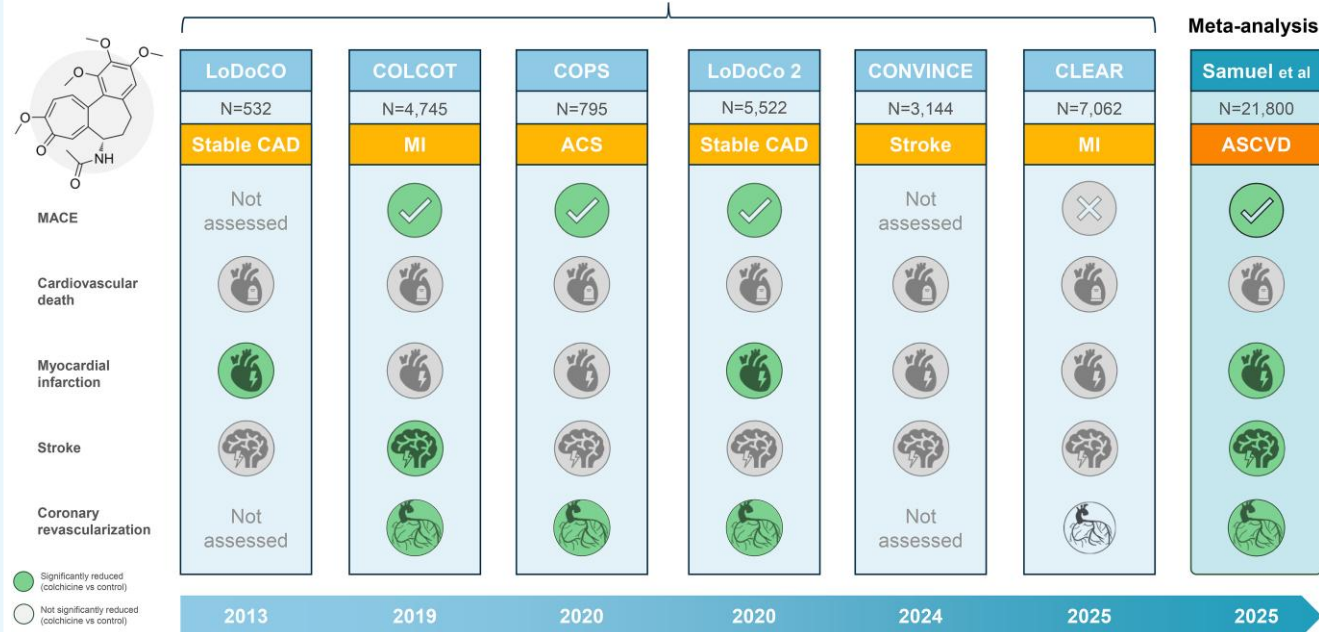 Meta-analysis
LoDoCO
COLCOT
COPS
LoDoCo 2
CONVINCE
CLEAR
Samuel et al
N=532
N=4,745
N=795
N=5,522
N=3,144
N=7,062
N=21,800
Stable CAD
MI
ACS
Stable CAD
Stroke
MI
ASCVD
O
O
O
O
O
NH
O
MACE
Not
assessed
Not
assessed
Cardiovascular
death
Myocardial
infarction
Stroke
Coronary
revascularization
Not
assessed
Not
assessed
Significantly reduced
(colchicine vs control)
Not significantly reduced
(colchicine vs control)
2013
2019
2020
2020
2024
2025
2025